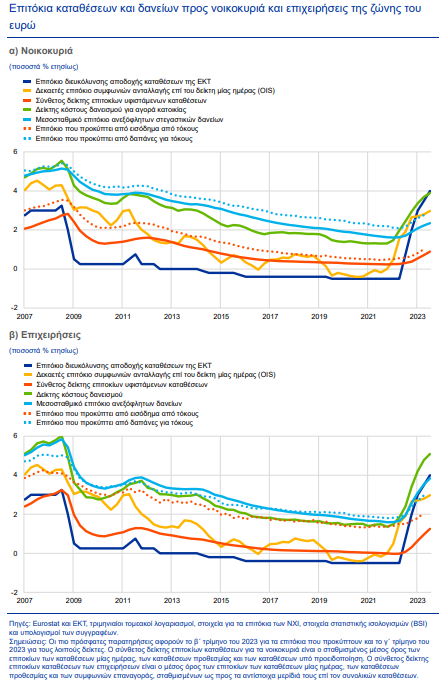 Επιτόκια καταθέσεων και δανείων προς νοικοκυριά και επιχειρήσεις της ζώνης του
ευρώ
α) Νοικοκυριά
(ποσοστά % ετησίως)
Επιτόκιο διευκόλυνσης αποδοχής καταθέσεων της ΕΚΤ
Δεκαετές επιτόκιο συμφωνιών ανταλλαγής επί του δείκτη μίας ημέρας (OIS)
Σύνθετος δείκτης επιτοκίων υφιστάμενων καταθέσεων
Δείκτης κόστους δανεισμού για αγορά κατοικίας
Μεσοσταθμικό επιτόκιο ανεξόφλητων στεγαστικών δανείων
Επιτόκιο που προκύπτει από εισόδημα από τόκους
Επιτόκιο που προκύπτει από δαπάνες για τόκους
6
4
2
0
-2
2007 2009 2011 2013 2015 2017 2019 2021 2023
β) Επιχειρήσεις
(ποσοστά % ετησίως)
Επιτόκιο διευκόλυνσης αποδοχής καταθέσεων της ΕΚΤ
Δεκαετές επιτόκιο συμφωνιών ανταλλαγής επί του δείκτη μίας ημέρας (OIS)
Σύνθετος δείκτης επιτοκίων υφιστάμενων καταθέσεων
Δείκτης κόστους δανεισμού
Μεσοσταθμικό επιτόκιο ανεξόφλητων δανείων
Επιτόκιο που προκύπτει από εισόδημα από τόκους
Επιτόκιο που προκύπτει από δαπάνες για τόκους
6
4
2
0
-2
2007 2009 2011 2013 2015 2017 2019 2021 2023
Πηγές: Eurostat και ΕΚΤ, τριμηνιαίοι τομεακοί λογαριασμοί, στοιχεία για τα επιτόκια των ΝΧΙ, στοιχεία στατιστικής ισολογισμών (BSI)
και υπολογισμοί των συγγραφέων.
Σημειώσεις: Οι πιο πρόσφατες παρατηρήσεις αφορούν το β΄ τρίμηνο του 2023 για τα επιτόκια που προκύπτουν και το γ΄ τρίμηνο του
2023 για τους λοιπούς δείκτες. Ο σύνθετος δείκτης επιτοκίων καταθέσεων για τα νοικοκυριά είναι ο σταθμισμένος μέσος όρος των
επιτοκίων των καταθέσεων μίας ημέρας, των καταθέσεων προθεσμίας και των καταθέσεων υπό προειδοποίηση. Ο σύνθετος δείκτης
επιτοκίων καταθέσεων των επιχειρήσεων είναι ο μέσος όρος των επιτοκίων των καταθέσεων μίας ημέρας, των καταθέσεων
προθεσμίας και των συμφωνιών επαναγοράς, σταθμισμένος ως προς τα αντίστοιχα μερίδιά τους επί του συνόλου των καταθέσεων.